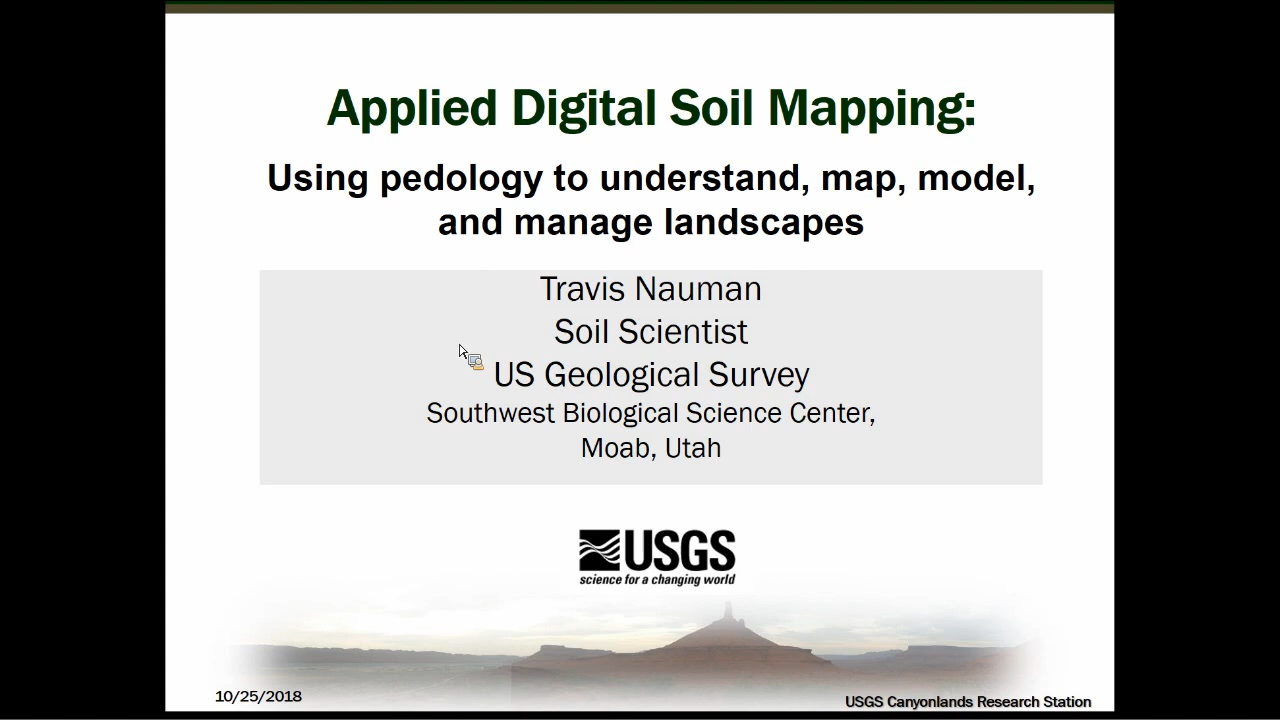 Applied Digital Soil Mapping:
Using pedology to understand, map, model,
and manage landscapes
Travis Nauman
Soil Scientist
US Geological Survey
Southwest Biological Science Center,
Moab, Utah
USGS
science for a changing world
10/25/2018
USGS Canyonlands Research Station